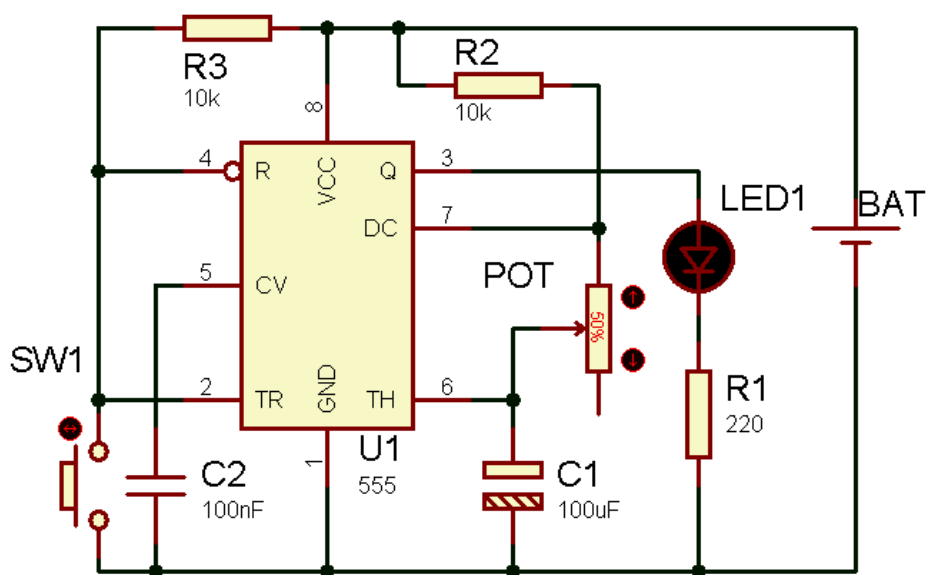 R3
10k
R2
10k
8
4
R
VCC
Q
3
LED1
BAT
DC
7
5
CV
POT
50%
SW1
2
TR
GND
TH
6
R1
220
1
U1
555
C2
100nF
C1
100uF